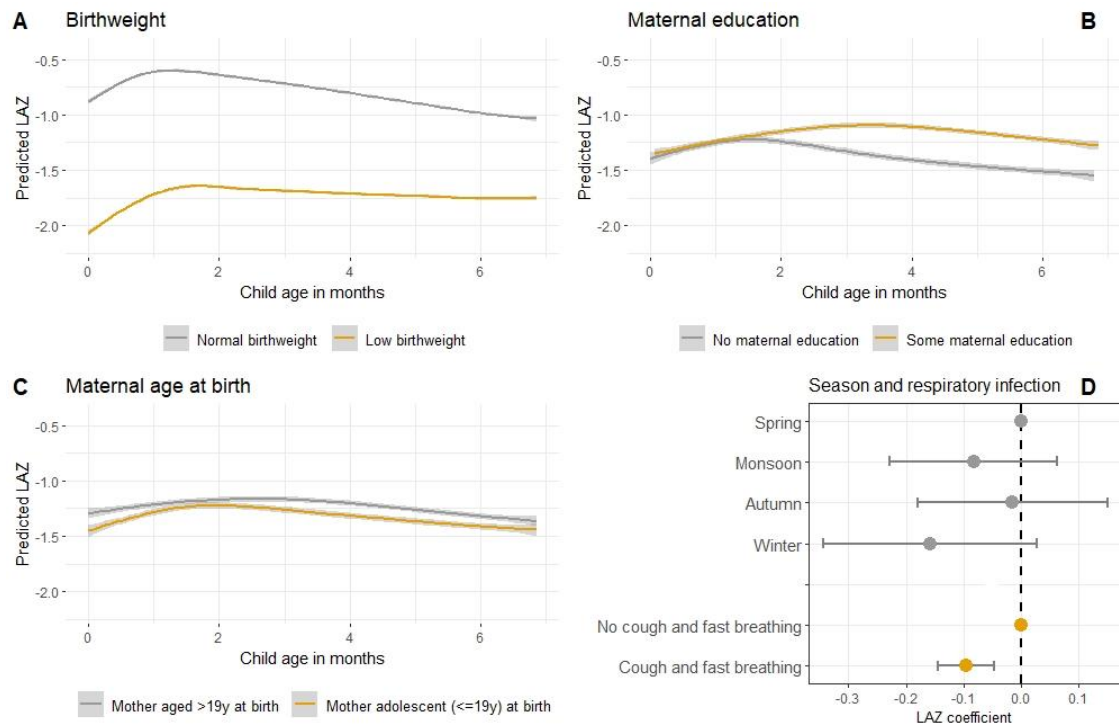 A Birthweight
Predicted LAZ
-0.5
-1.0
-1.5
-2.0
0 2 4 6
Child age in months
Normal birthweight Low birthweight
Maternal education B
Predicted LAZ
-0.5
-1.0
-1.5
-2.0
0 2 4 6
Child age in months
No maternal education Some maternal education
C Maternal age at birth
Predicted LAZ
-0.5
-1.0
-1.5
-2.0
0 2 4 6
Child age in months
Mother aged >19y at birth Mother adolescent (<=19y) at birth
Season and respiratory infection D
Spring
Monsoon
Autumn
Winter
No cough and fast breathing
Cough and fast breathing
-0.3 -0.2 -0.1 0.0 0.1
LAZ coefficient